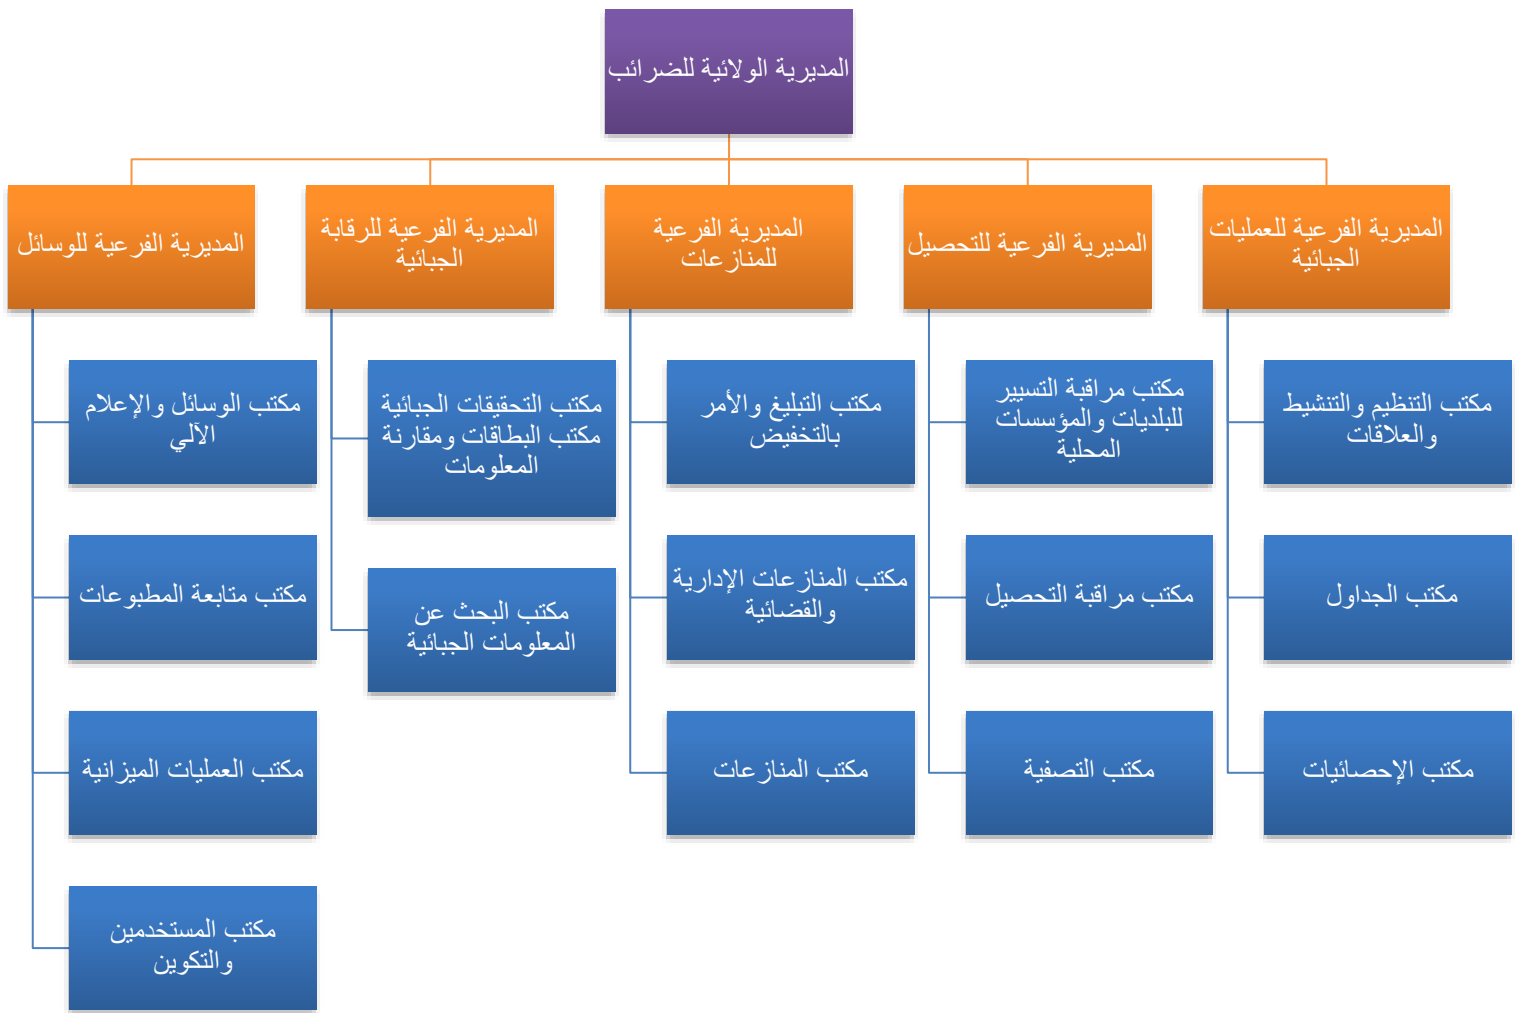 المديرية الولائية للضرائب
المديرية الفرعية للعمليات
الجبائية
المديرية الفرعية للتحصيل
المديرية الفرعية
للمنازعات
المديرية الفرعية للرقابة
الجبائية
المديرية الفرعية للوسائل
مكتب التنظيم والتنشيط
والعلاقات
مكتب الجداول
مكتب الإحصائيات
مكتب مراقبة التسيير
للبلديات والمؤسسات
المحلية
مكتب مراقبة التحصيل
مكتب التصفية
مكتب التبليغ والأمر
بالتخفيض
مكتب المنازعات الإدارية
والقضائية
مكتب المنازعات
مكتب التحقيقات الجبائية
مكتب البطاقات ومقارنة
المعلومات
مكتب البحث عن
المعلومات الجبائية
مكتب الوسائل والإعلام
الآلي
مكتب متابعة المطبوعات
مكتب العمليات الميزانية
مكتب المستخدمين
والتكوين